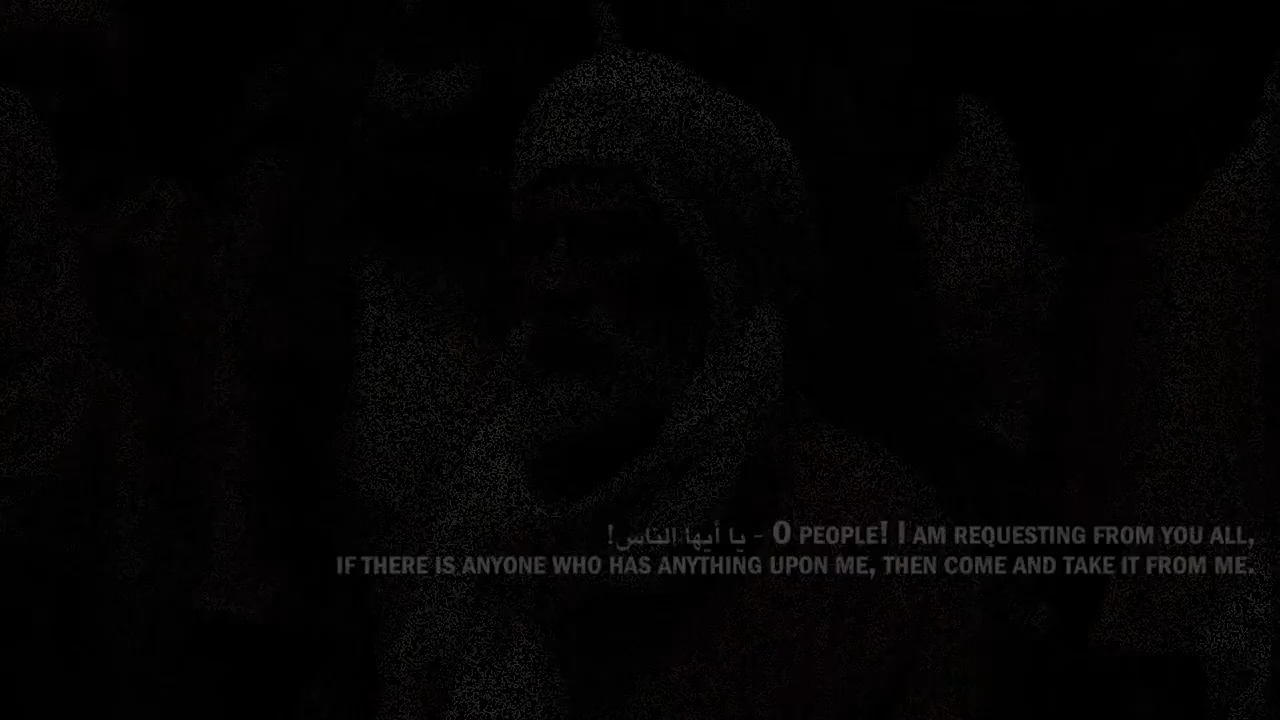 يا أيها الناس! - O PEOPLE! I AM REQUESTING FROM YOU ALL,
IF THERE IS ANYONE WHO HAS ANYTHING UPON ME, THEN COME AND TAKE IT FROM ME.